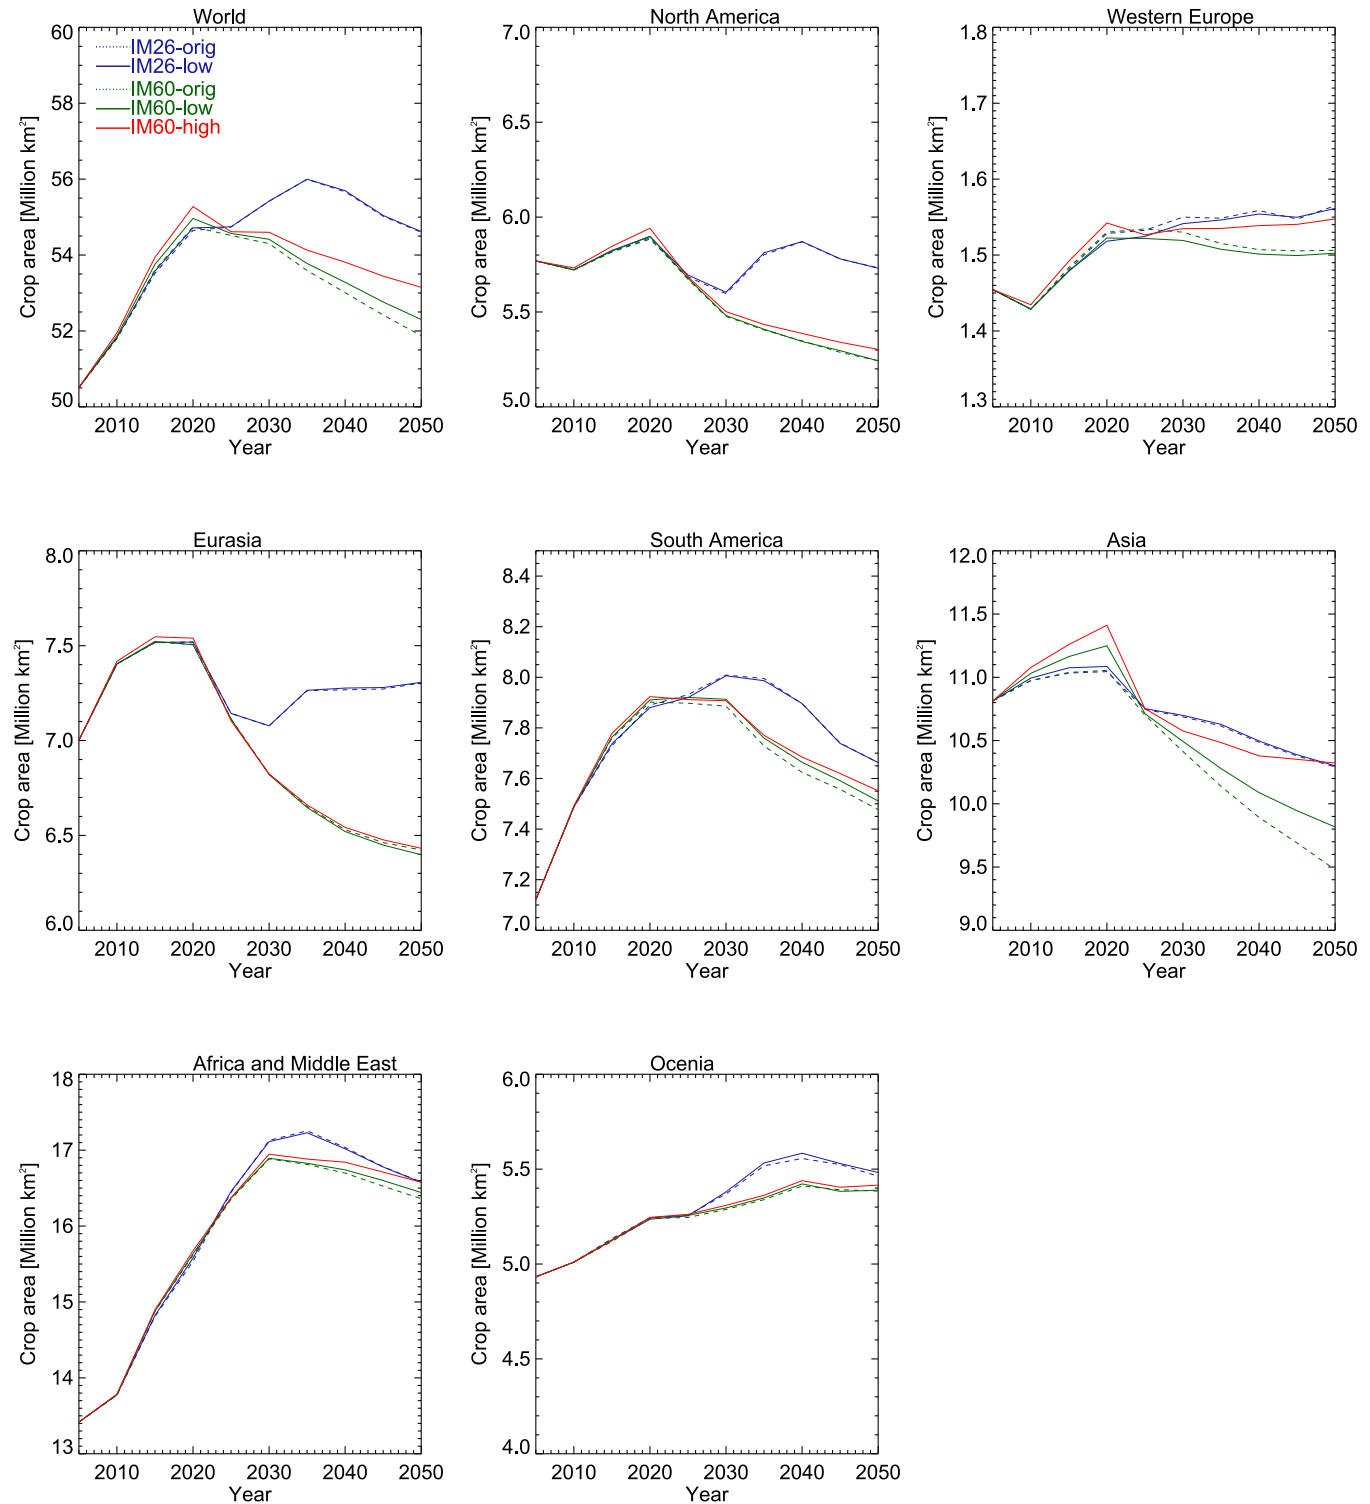 World
60
58
56
54
52
50
Crop area [Million km²]
IM26-orig
IM26-low
IM60-orig
IM60-low
IM60-high
2010 2020 2030 2040 2050
Year
North America
7.0
6.5
6.0
5.5
5.0
Crop area [Million km²]
2010 2020 2030 2040 2050
Year
Western Europe
1.8
1.7
1.6
1.5
1.4
1.3
Crop area [Million km²]
2010 2020 2030 2040 2050
Year
Eurasia
8.0
7.5
7.0
6.5
6.0
Crop area [Million km²]
2010 2020 2030 2040 2050
Year
South America
8.4
8.2
8.0
7.8
7.6
7.4
7.2
7.0
Crop area [Million km²]
2010 2020 2030 2040 2050
Year
Asia
12.0
11.5
11.0
10.5
10.0
9.5
9.0
Crop area [Million km²]
2010 2020 2030 2040 2050
Year
Africa and Middle East
18
17
16
15
14
13
Crop area [Million km²]
2010 2020 2030 2040 2050
Year
Ocenia
6.0
5.5
5.0
4.5
4.0
Crop area [Million km²]
2010 2020 2030 2040 2050
Year